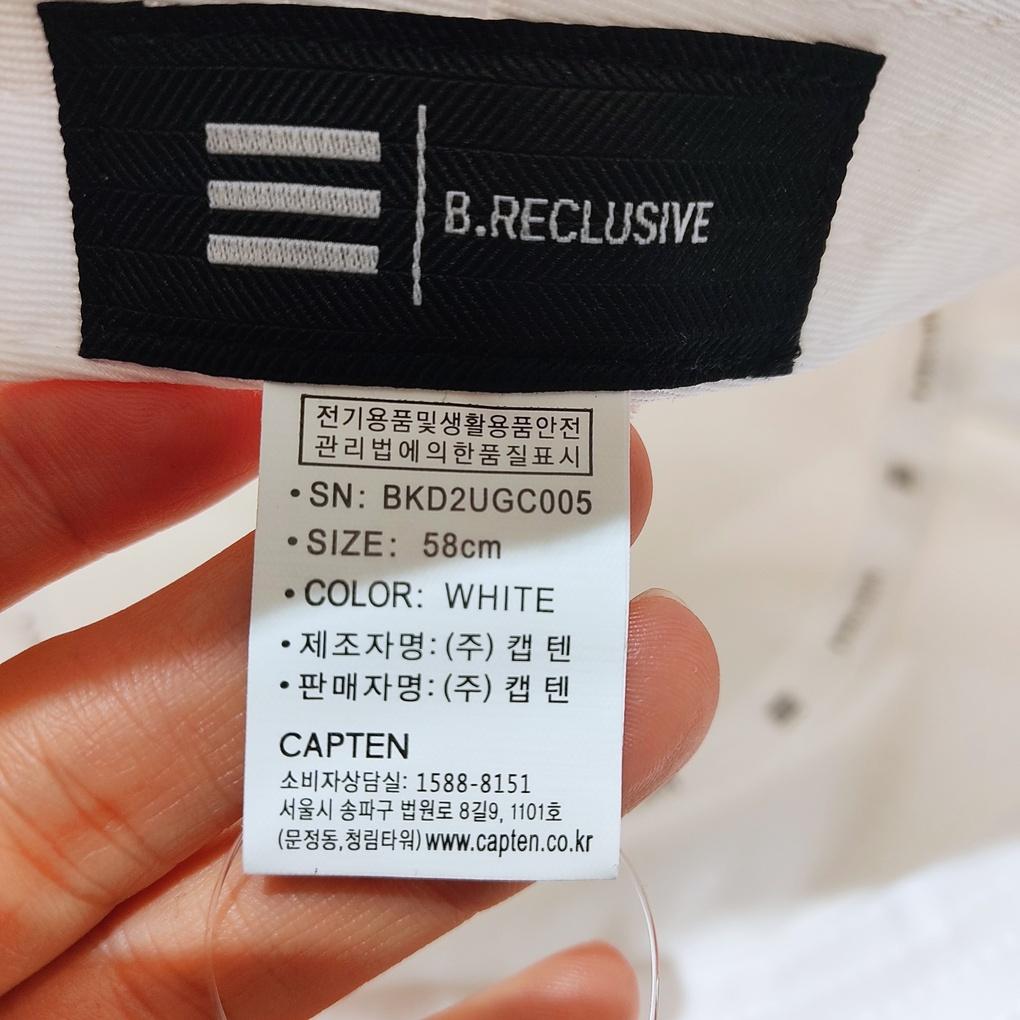 B.RECLUSIVE
전기용품및생활용품안전
관리법에의한품질표시
•SN: BKD2UGC005
•SIZE: 58cm
•COLOR: WHITE
•제조자명:(주) 캡 텐
•판매자명:(주) 캡 텐
CAPTEN
소비자상담실: 1588-8151
서울시 송파구 법원로 8길9, 1101호
(문정동,청림타워)www.capten.co.kr